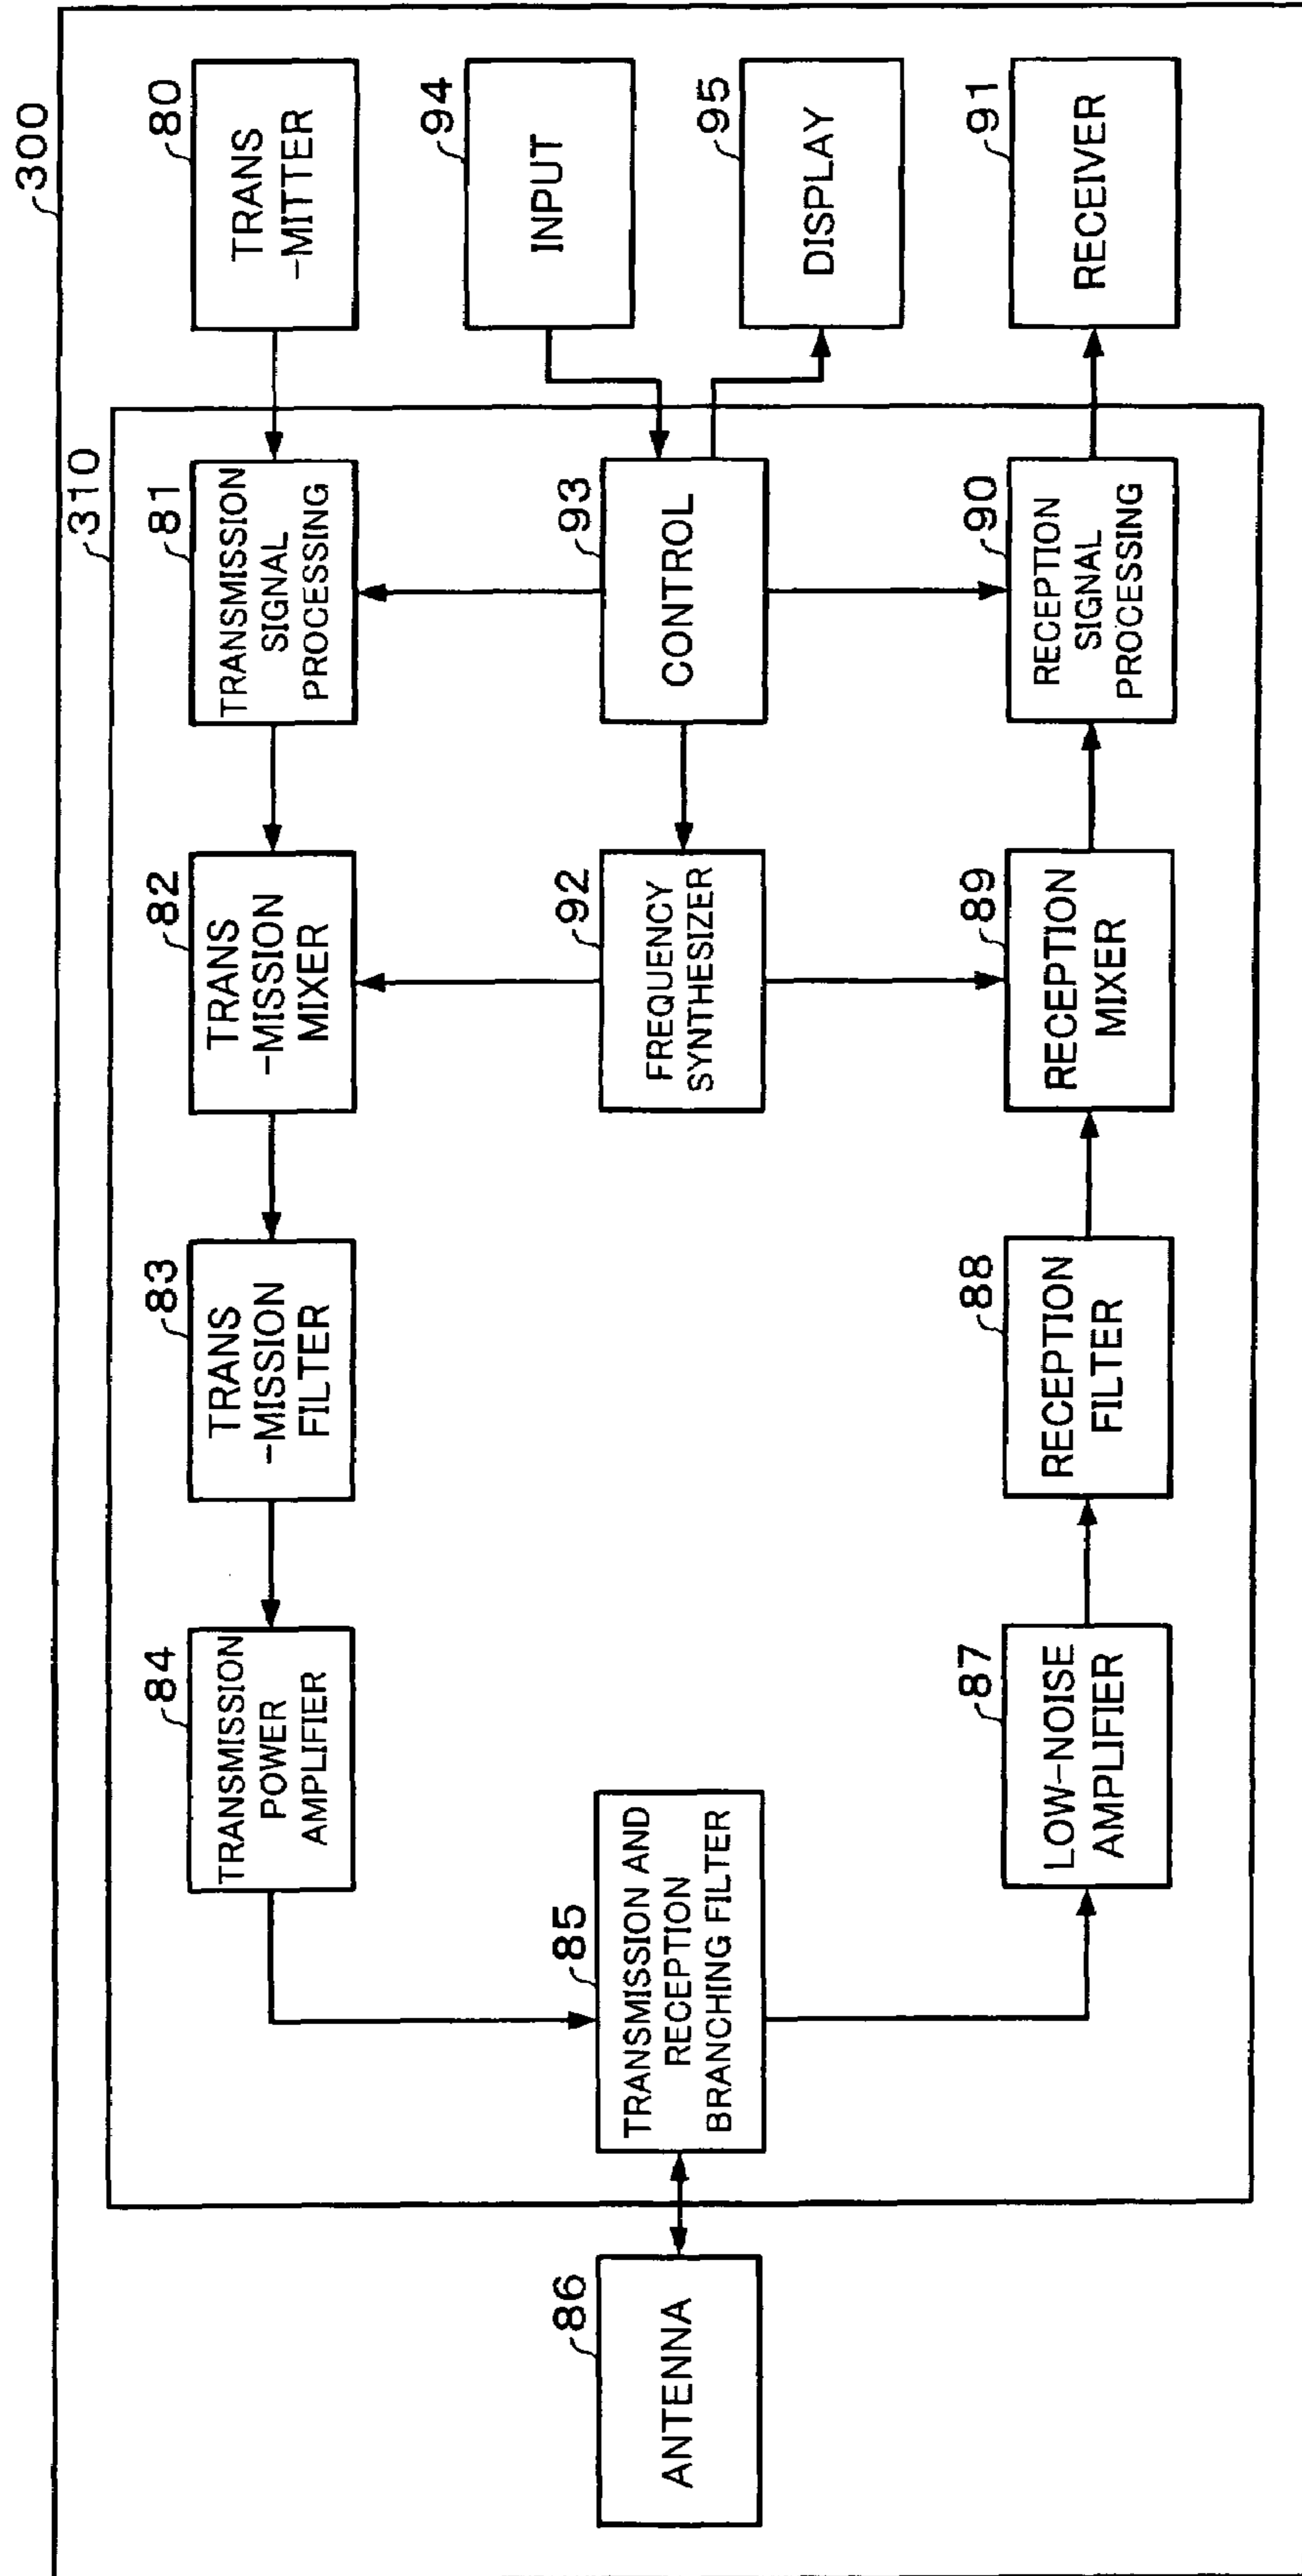 300
310
80
TRANS
-MITTER
94
INPUT
95
DISPLAY
91
RECEIVER
81
TRANSMISSION
SIGNAL
PROCESSING
93
CONTROL
90
RECEPTION
SIGNAL
PROCESSING
82
TRANS
-MISSION
MIXER
92
FREQUENCY
SYNTHESIZER
89
RECEPTION
MIXER
83
TRANS
-MISSION
FILTER
88
RECEPTION
FILTER
84
TRANSMISSION
POWER
AMPLIFIER
85
TRANSMISSION AND
RECEPTION
BRANCHING FILTER
87
LOW-NOISE
AMPLIFIER
86
ANTENNA